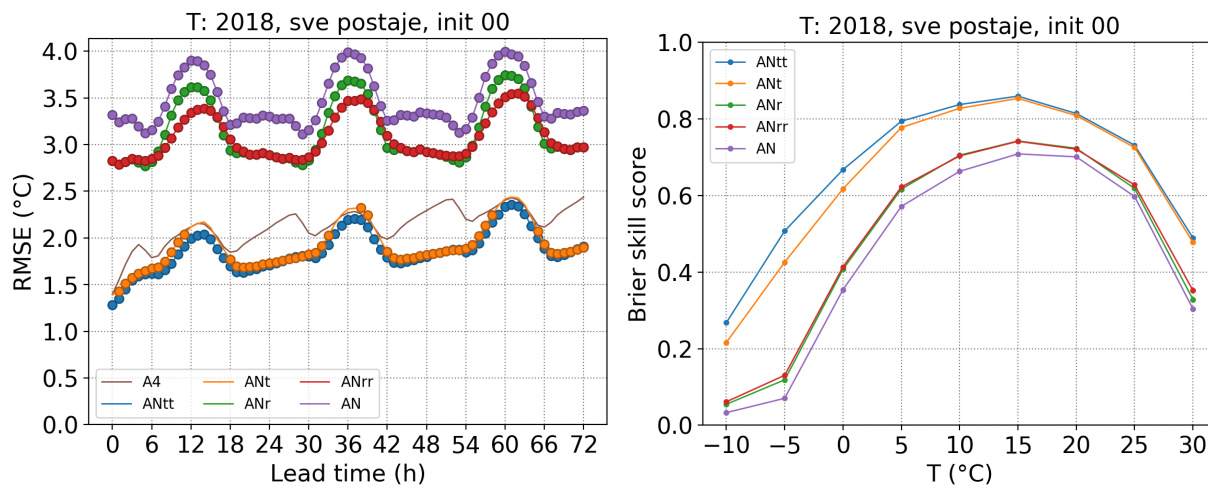 T: 2018, sve postaje, init 00
RMSE (°C)
4.0
3.5
3.0
2.5
2.0
1.5
1.0
0.5
0.0
A4
ANt
ANrr
ANtt
ANr
AN
0 6 12 18 24 30 36 42 48 54 60 66 72
Lead time (h)
T: 2018, sve postaje, init 00
Brier skill score
1.0
0.8
0.6
0.4
0.2
0.0
ANtt
ANt
ANr
ANrr
AN
−10 −5 0 5 10 15 20 25 30
T (°C)